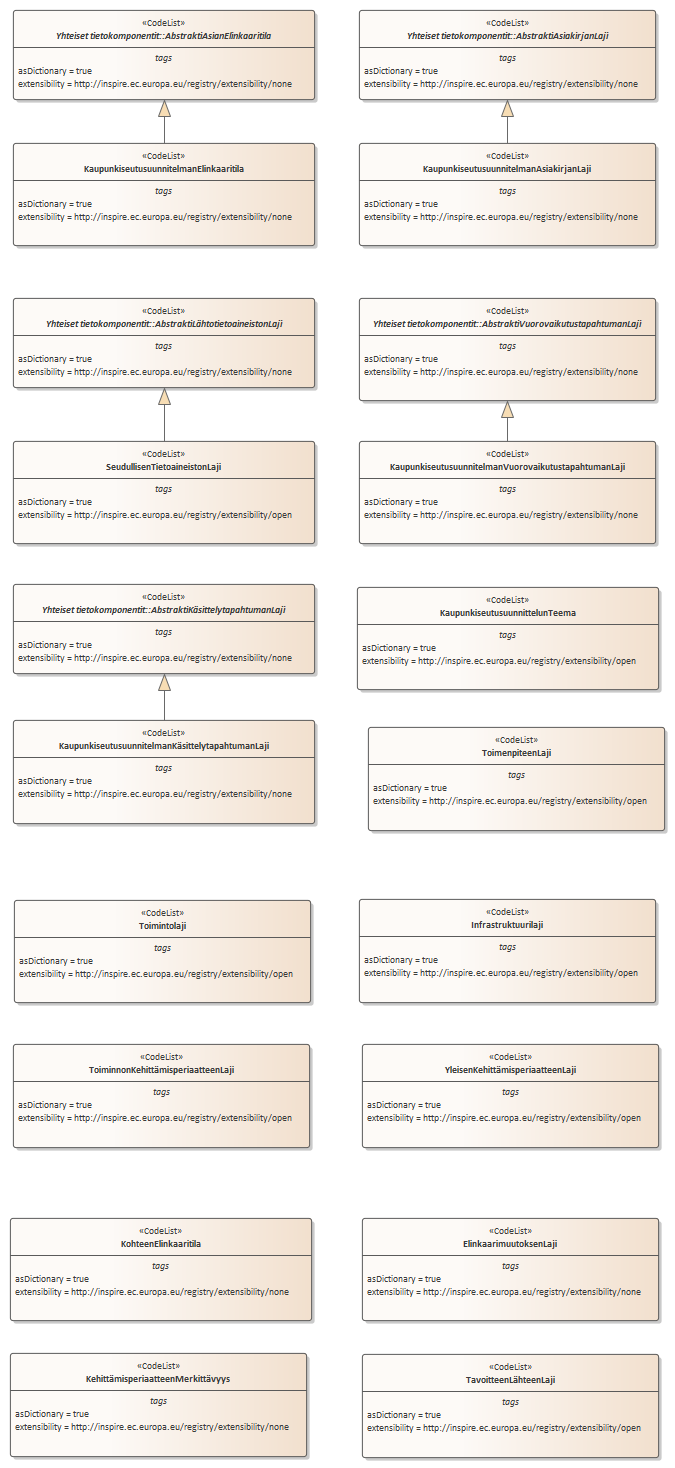 «CodeList»
Yhteiset tietokomponentit::AbstraktiAsianElinkaaritila
tags
asDictionary = true
extensibility = http://inspire.ec.europa.eu/registry/extensibility/none
«CodeList»
Yhteiset tietokomponentit::AbstraktiAsiakirjanLaji
tags
asDictionary = true
extensibility = http://inspire.ec.europa.eu/registry/extensibility/none
«CodeList»
KaupunkiseutusuunnitelmanElinkaaritila
tags
asDictionary = true
extensibility = http://inspire.ec.europa.eu/registry/extensibility/none
«CodeList»
KaupunkiseutusuunnitelmanAsiakirjanLaji
tags
asDictionary = true
extensibility = http://inspire.ec.europa.eu/registry/extensibility/none
«CodeList»
Yhteiset tietokomponentit::AbstraktiLähtotietoaineistonLaji
tags
asDictionary = true
extensibility = http://inspire.ec.europa.eu/registry/extensibility/none
«CodeList»
Yhteiset tietokomponentit::AbstraktiVuorovaikutustapahtumanLaji
tags
asDictionary = true
extensibility = http://inspire.ec.europa.eu/registry/extensibility/none
«CodeList»
SeudullisenTietoaineistonLaji
tags
asDictionary = true
extensibility = http://inspire.ec.europa.eu/registry/extensibility/open
«CodeList»
KaupunkiseutusuunnitelmanVuorovaikutustapahtumanLaji
tags
asDictionary = true
extensibility = http://inspire.ec.europa.eu/registry/extensibility/none
«CodeList»
Yhteiset tietokomponentit::AbstraktiKäsittelytapahtumanLaji
tags
asDictionary = true
extensibility = http://inspire.ec.europa.eu/registry/extensibility/none
«CodeList»
KaupunkiseutusuunnittelunTeema
tags
asDictionary = true
extensibility = http://inspire.ec.europa.eu/registry/extensibility/open
«CodeList»
KaupunkiseutusuunnitelmanKäsittelytapahtumanLaji
tags
asDictionary = true
extensibility = http://inspire.ec.europa.eu/registry/extensibility/none
«CodeList»
ToimenpiteenLaji
tags
asDictionary = true
extensibility = http://inspire.ec.europa.eu/registry/extensibility/open
«CodeList»
Toimintolaji
tags
asDictionary = true
extensibility = http://inspire.ec.europa.eu/registry/extensibility/open
«CodeList»
Infrastruktuurilaji
tags
asDictionary = true
extensibility = http://inspire.ec.europa.eu/registry/extensibility/open
«CodeList»
ToiminnonKehittämisperiaatteenLaji
tags
asDictionary = true
extensibility = http://inspire.ec.europa.eu/registry/extensibility/open
«CodeList»
YleisenKehittämisperiaatteenLaji
tags
asDictionary = true
extensibility = http://inspire.ec.europa.eu/registry/extensibility/open
«CodeList»
KohteenElinkaaritila
tags
asDictionary = true
extensibility = http://inspire.ec.europa.eu/registry/extensibility/none
«CodeList»
ElinkaarimuutoksenLaji
tags
asDictionary = true
extensibility = http://inspire.ec.europa.eu/registry/extensibility/none
«CodeList»
KehittämisperiaatteenMerkittävyys
tags
asDictionary = true
extensibility = http://inspire.ec.europa.eu/registry/extensibility/none
«CodeList»
TavoitteenLähteenLaji
tags
asDictionary = true
extensibility = http://inspire.ec.europa.eu/registry/extensibility/open